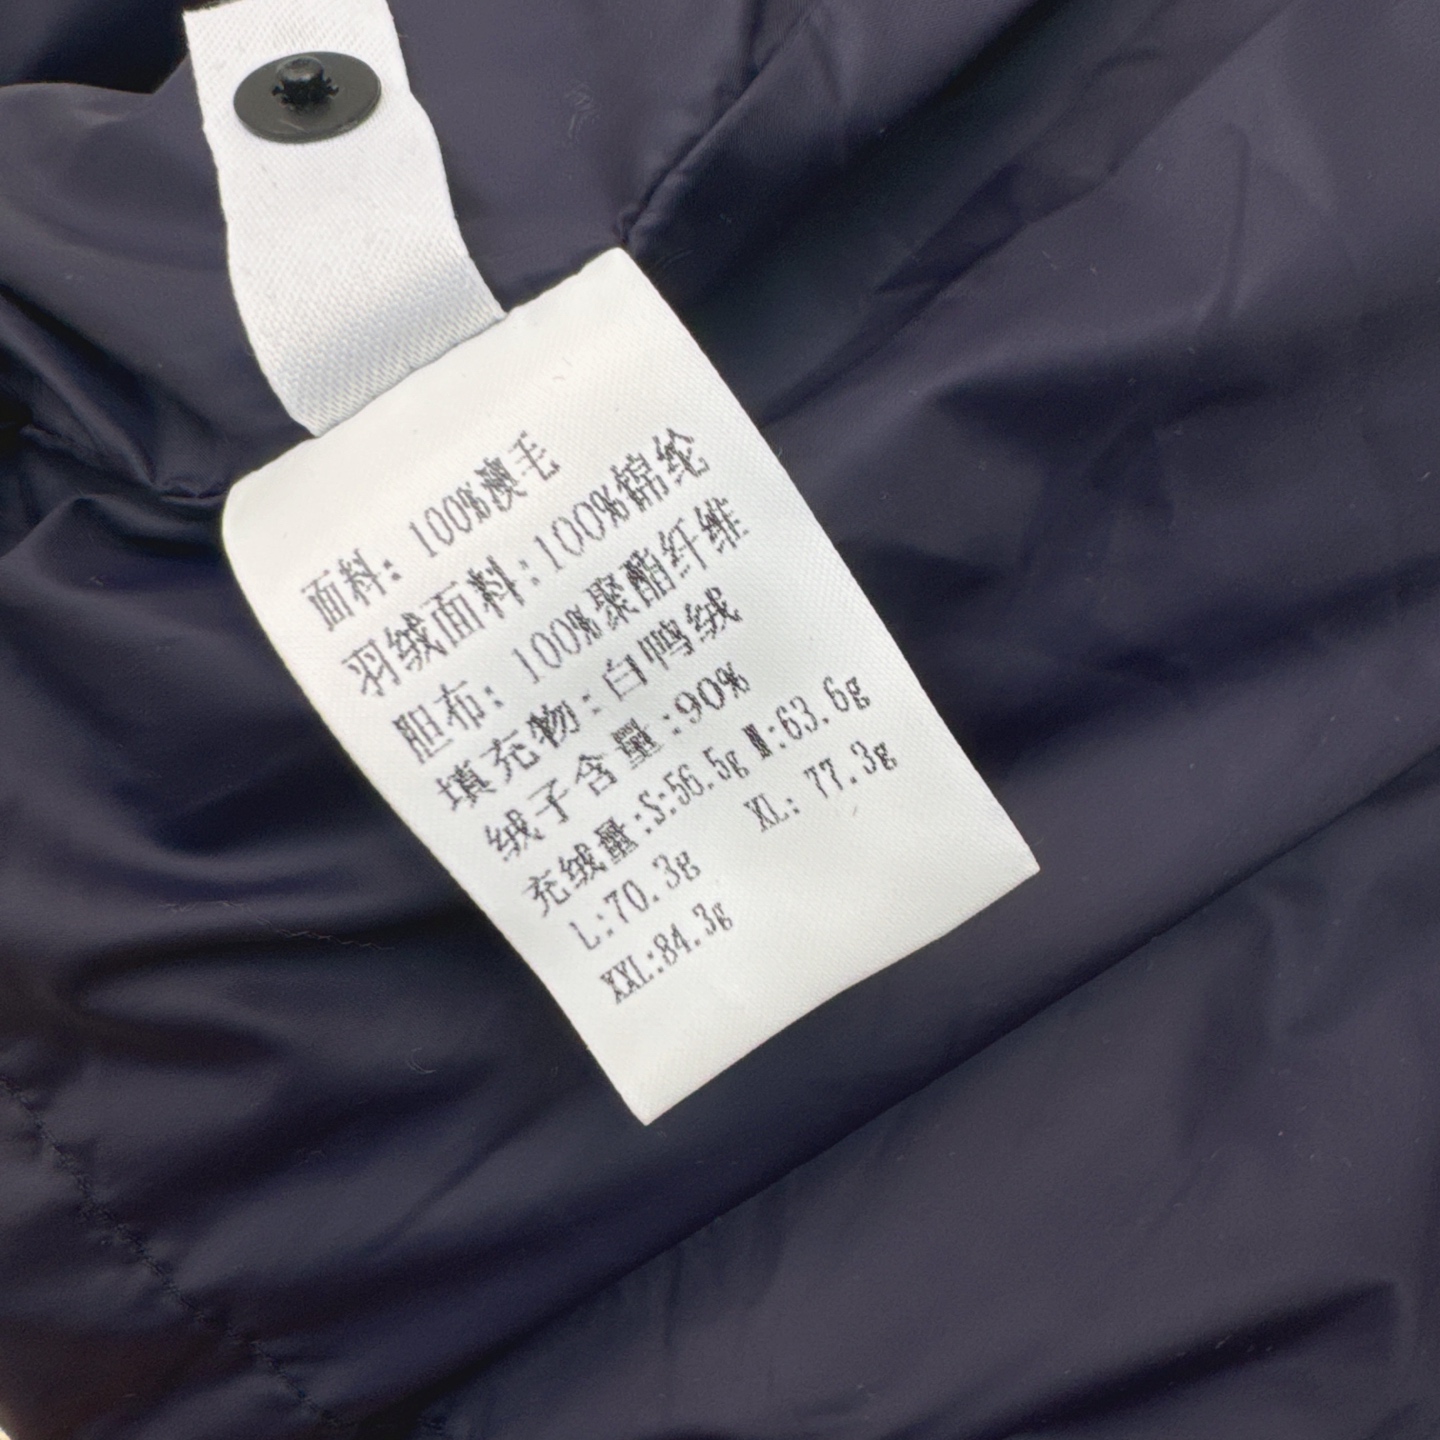 面料: 100%澳毛
羽绒面料:100%锦纶
胆布: 100%聚酯纤维
填充物:白鸭绒
绒子含量:90%
充绒量:S:56.5g M:63.6g
L:70.3g XL: 77.3g
XXL:84.3g